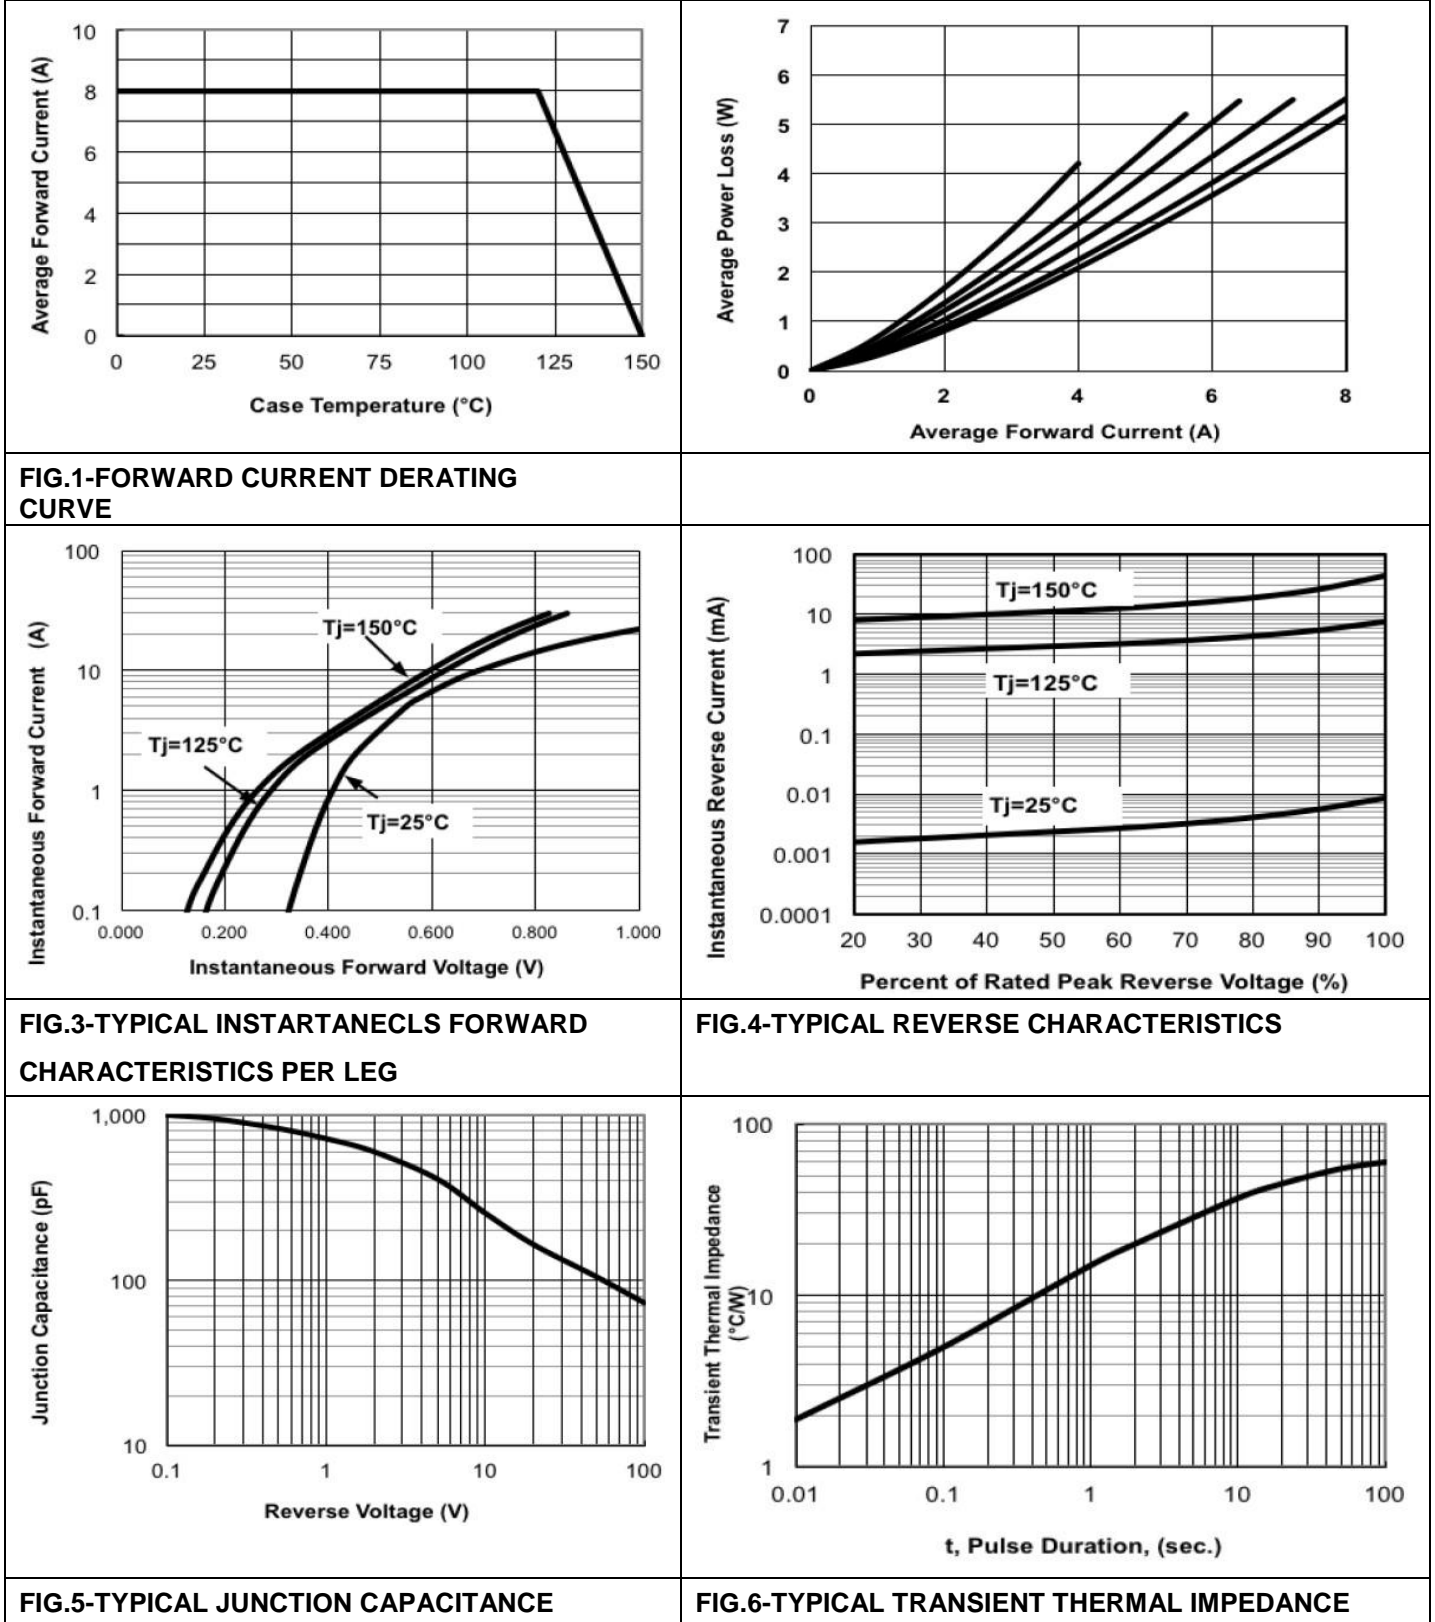 10
8
6
4
2
0
0 25 50 75 100 125 150
Average Forward Current (A)
Case Temperature (°C)
7
6
5
4
3
2
1
0
0 2 4 6 8
Average Power Loss (W)
Average Forward Current (A)
FIG.1-FORWARD CURRENT DERATING
CURVE
100
10
1
0.1
0.000 0.200 0.400 0.600 0.800 1.000
Instantaneous Forward Current (A)
Tj=150°C
Tj=125°C
Tj=25°C
Instantaneous Forward Voltage (V)
100
10
1
0.1
0.01
0.001
0.0001
20 30 40 50 60 70 80 90 100
Instantaneous Reverse Current (mA)
Tj=150°C
Tj=125°C
Tj=25°C
Percent of Rated Peak Reverse Voltage (%)
FIG.3-TYPICAL INSTARTANECLS FORWARD
CHARACTERISTICS PER LEG
FIG.4-TYPICAL REVERSE CHARACTERISTICS
1,000
100
10
0.1 1 10 100
Junction Capacitance (pF)
Reverse Voltage (V)
100
10
1
0.01 0.1 1 10 100
Transient Thermal Impedance
(°C/W)
t, Pulse Duration, (sec.)
FIG.5-TYPICAL JUNCTION CAPACITANCE
FIG.6-TYPICAL TRANSIENT THERMAL IMPEDANCE